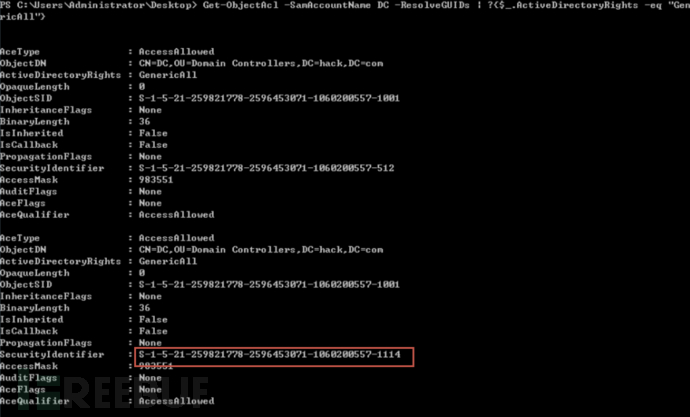 PS C:\Users\Administrator\Desktop> Get-ObjectAcl -SamAccountName DC -ResolveGUIDs | ?{$_.ActiveDirectoryRights -eq "Gen
ericAll"}
AceType : AccessAllowed
ObjectDN : CN=DC,OU=Domain Controllers,DC=hack,DC=com
ActiveDirectoryRights : GenericAll
OpaqueLength : 0
ObjectSID : S-1-5-21-259821778-2596453071-1060200557-1001
InheritanceFlags : None
BinaryLength : 36
IsInherited : False
IsCallback : False
PropagationFlags : None
SecurityIdentifier : S-1-5-21-259821778-2596453071-1060200557-512
AccessMask : 983551
AuditFlags : None
AceFlags : None
AceQualifier : AccessAllowed
AceType : AccessAllowed
ObjectDN : CN=DC,OU=Domain Controllers,DC=hack,DC=com
ActiveDirectoryRights : GenericAll
OpaqueLength : 0
ObjectSID : S-1-5-21-259821778-2596453071-1060200557-1001
InheritanceFlags : None
BinaryLength : 36
IsInherited : False
IsCallback : False
PropagationFlags : None
SecurityIdentifier : S-1-5-21-259821778-2596453071-1060200557-1114
AccessMask : 983551
AuditFlags : None
AceFlags : None
AceQualifier : AccessAllowed
FREEBUF